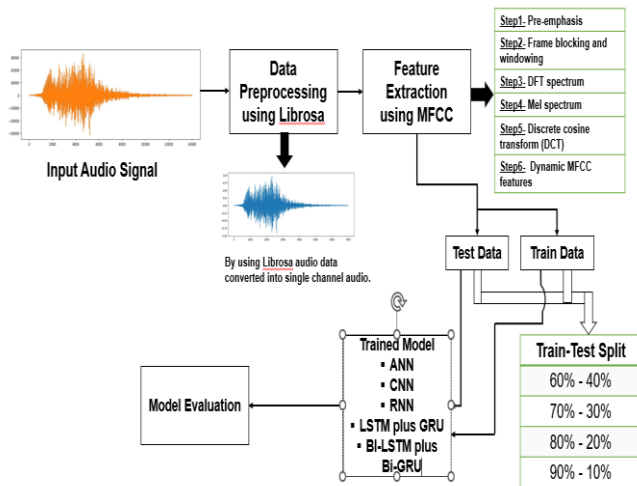 Input Audio Signal
Data
Preprocessing
using Librosa
Feature
Extraction
using MFCC
Step1- Pre-emphasis
Step2- Frame blocking and
windowing
Step3- DFT spectrum
Step4- Mel spectrum
Step5- Discrete cosine
transform (DCT)
Step6- Dynamic MFCC
features
By using Librosa audio data
converted into single channel audio.
Test Data
Train Data
Trained Model
▪ ANN
▪ CNN
▪ RNN
▪ LSTM plus GRU
▪ BI-LSTM plus
Bi-GRU
Model Evaluation
Train-Test Split
60% - 40%
70% - 30%
80% - 20%
90% - 10%